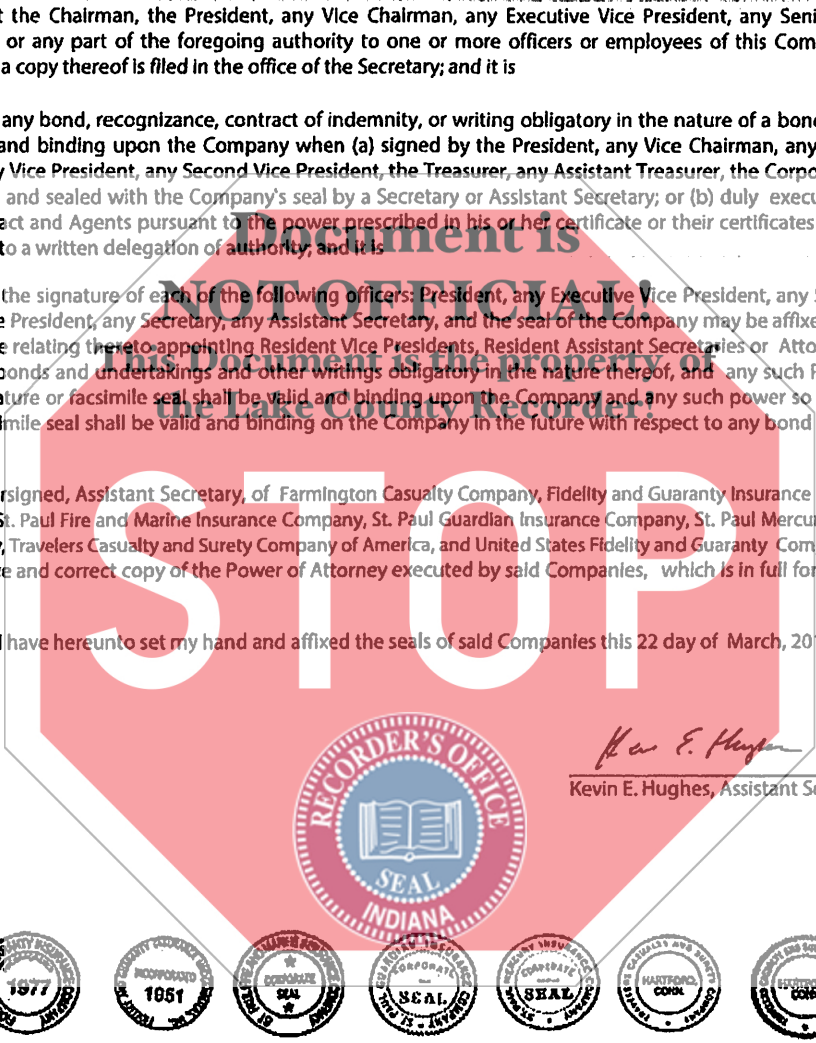 t the Chairman, the President, any Vice Chairman, any Executive Vice President, any Seni
or any part of the foregoing authority to one or more officers or employees of this Com
a copy thereof is filed in the office of the Secretary; and it is
any bond, recognizance, contract of indemnity, or writing obligatory in the nature of a bond
and binding upon the Company when (a) signed by the President, any Vice Chairman, any
y Vice President, any Second Vice President, the Treasurer, any Assistant Treasurer, the Corpo
and sealed with the Company's seal by a Secretary or Assistant Secretary; or (b) duly execu
act and Agents pursuant to the power prescribed in his or her certificate or their certificates
to a written delegation of authority; and it is
Document is
NOT OFFICIAL!
This Document is the property of
the Lake County Recorder!
the signature of each of the following officers: President, any Executive Vice President, any
e President, any Secretary, any Assistant Secretary, and the seal of the Company may be affixe
e relating thereto appointing Resident Vice Presidents, Resident Assistant Secretaries or Atto
bonds and undertakings and other writings obligatory in the nature thereof, and any such
ature or facsimile seal shall be valid and binding upon the Company and any such power so
mile seal shall be valid and binding on the Company in the future with respect to any bond
STOP
rsigned, Assistant Secretary, of Farmington Casualty Company, Fidelity and Guaranty Insurance
St. Paul Fire and Marine Insurance Company, St. Paul Guardian Insurance Company, St. Paul Mercu
, Travelers Casualty and Surety Company of America, and United States Fidelity and Guaranty Com
e and correct copy of the Power of Attorney executed by said Companies, which is in full for
I have hereunto set my hand and affixed the seals of said Companies this 22 day of March, 20
Kevin E. Hughes, Assistant Se
RECORDER'S OFFICE
SEAL
INDIANA
1977
INCORPORATED
1951
CORPORATE
SEAL
CORPORATE
SEAL
CORPORATE
SEAL
HARTFORD,
CONN.